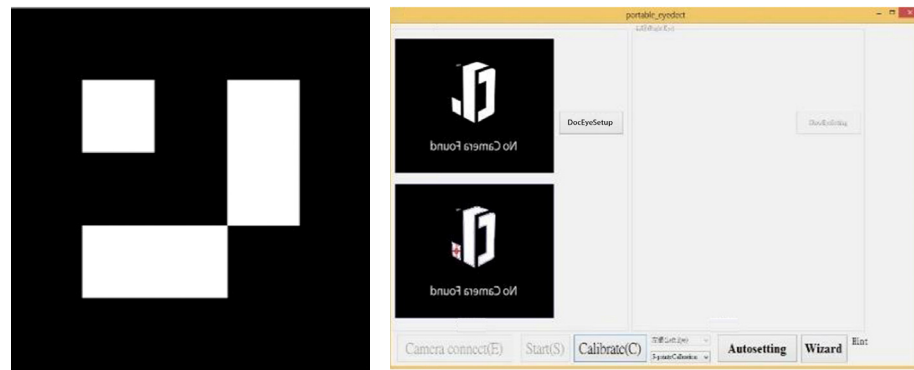 portable_eyedect
DocEyeSetup
No Camera Found
No Camera Found
Camera connect(E)
Start(S)
Calibrate(C)
Autosetting
Wizard
Hint